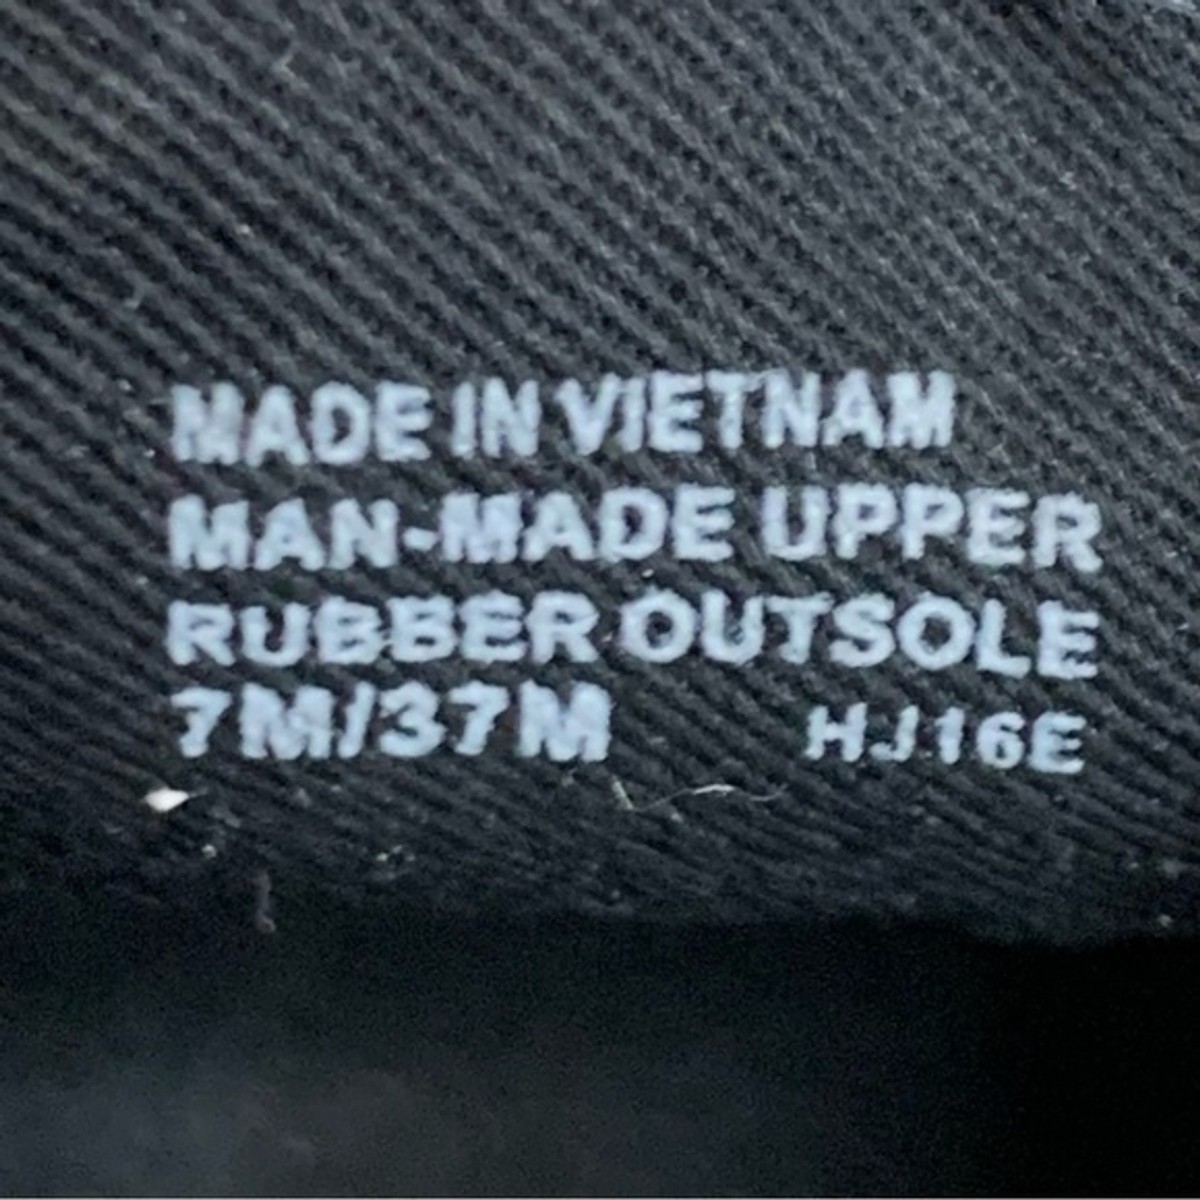 MADE IN VIETNAM
MAN-MADE UPPER
RUBBER OUTSOLE
7M/37M HJ16E